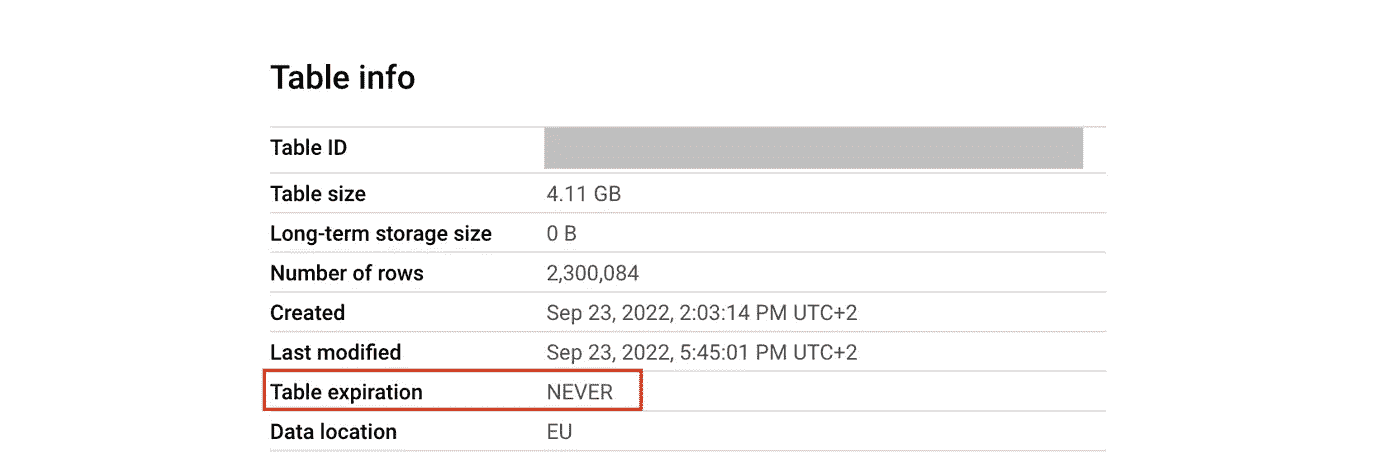 Table info
Table ID
Table size 4.11 GB
Long-term storage size 0 B
Number of rows 2,300,084
Created Sep 23, 2022, 2:03:14 PM UTC+2
Last modified Sep 23, 2022, 5:45:01 PM UTC+2
Table expiration NEVER
Data location EU